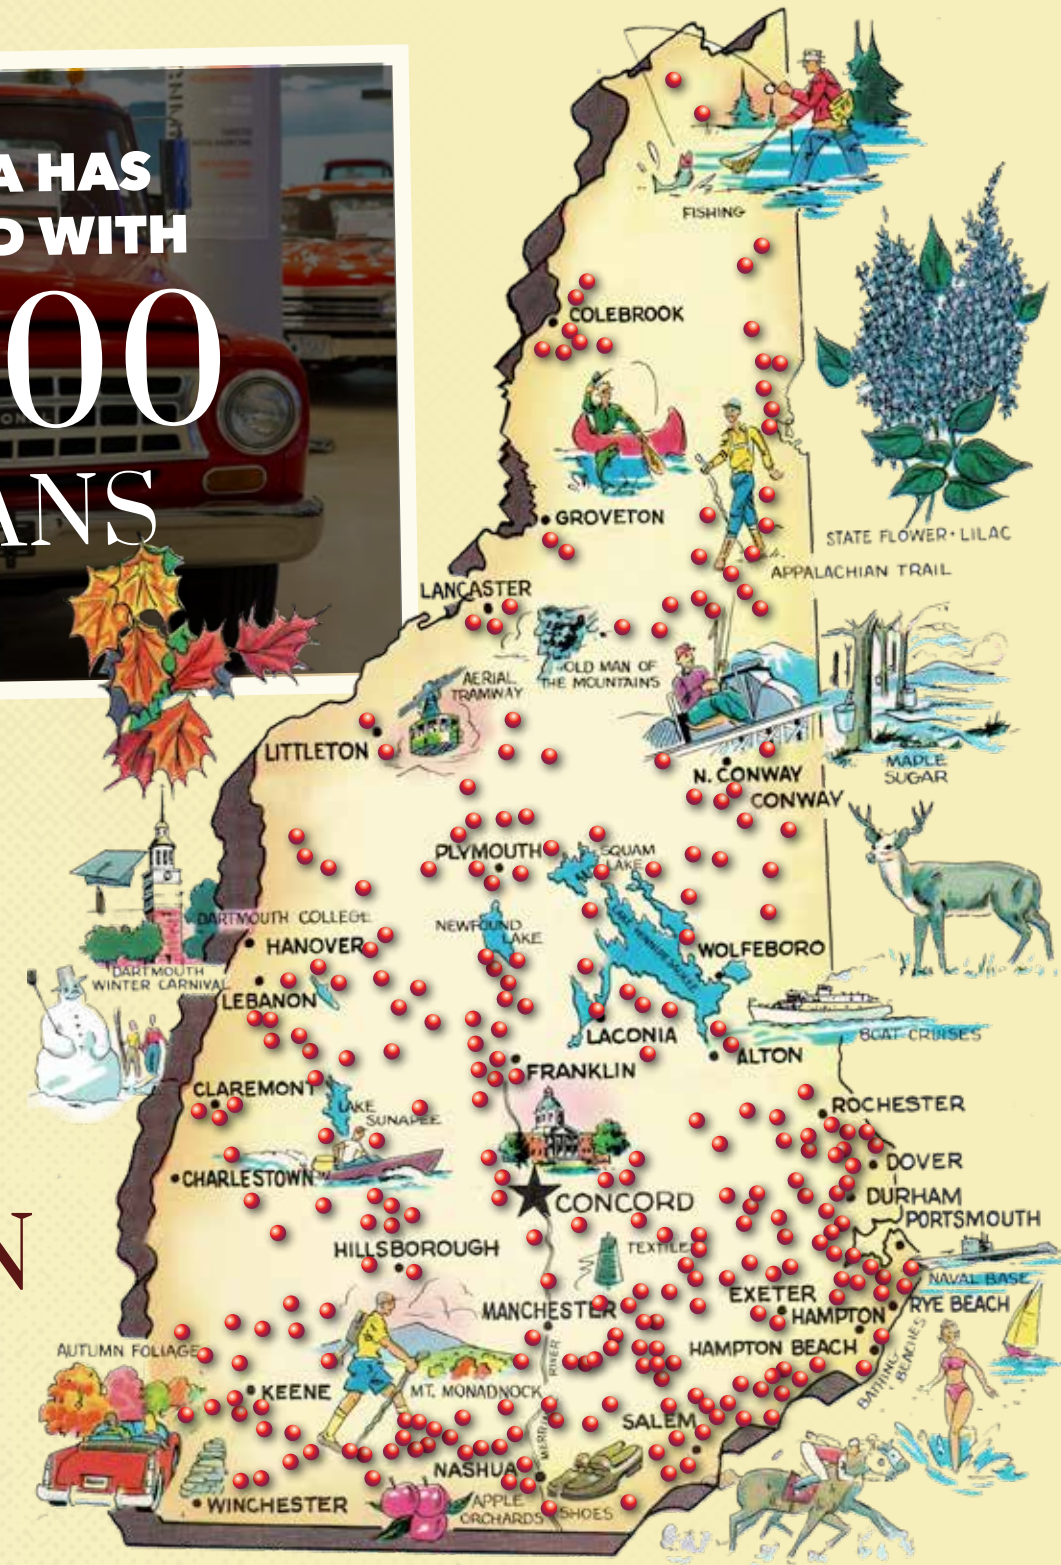 A HAS
D WITH
00
ANS
N
FISHING
COLEBROOK
STATE FLOWER • LILAC
GROVETON
APPALACHIAN TRAIL
LANCASTER
OLD MAN OF
THE MOUNTAINS
AERIAL
TRAMWAY
LITTLETON
MAPLE
SUGAR
N. CONWAY
CONWAY
PLYMOUTH
SQUAM
LAKE
DARTMOUTH COLLEGE
NEWFOUND
LAKE
HANOVER
LAKE WINNIPESAUKEE
WOLFEBORO
DARTMOUTH
WINTER CARNIVAL
LEBANON
LACONIA
BOAT CRUISES
ALTON
FRANKLIN
CLAREMONT
LAKE
SUNAPEE
ROCHESTER
DOVER
CHARLESTOWN
CONCORD
DURHAM
PORTSMOUTH
HILLSBOROUGH
TEXTILES
NAVAL BASE
EXETER
RYE BEACH
MANCHESTER
HAMPTON
HAMPTON BEACH
BATHING BEACHES
AUTUMN FOLIAGE
RIVER
KEENE
MT. MONADNOCK
SALEM
NASHUA
WINCHESTER
APPLE
ORCHARDS
SHOES